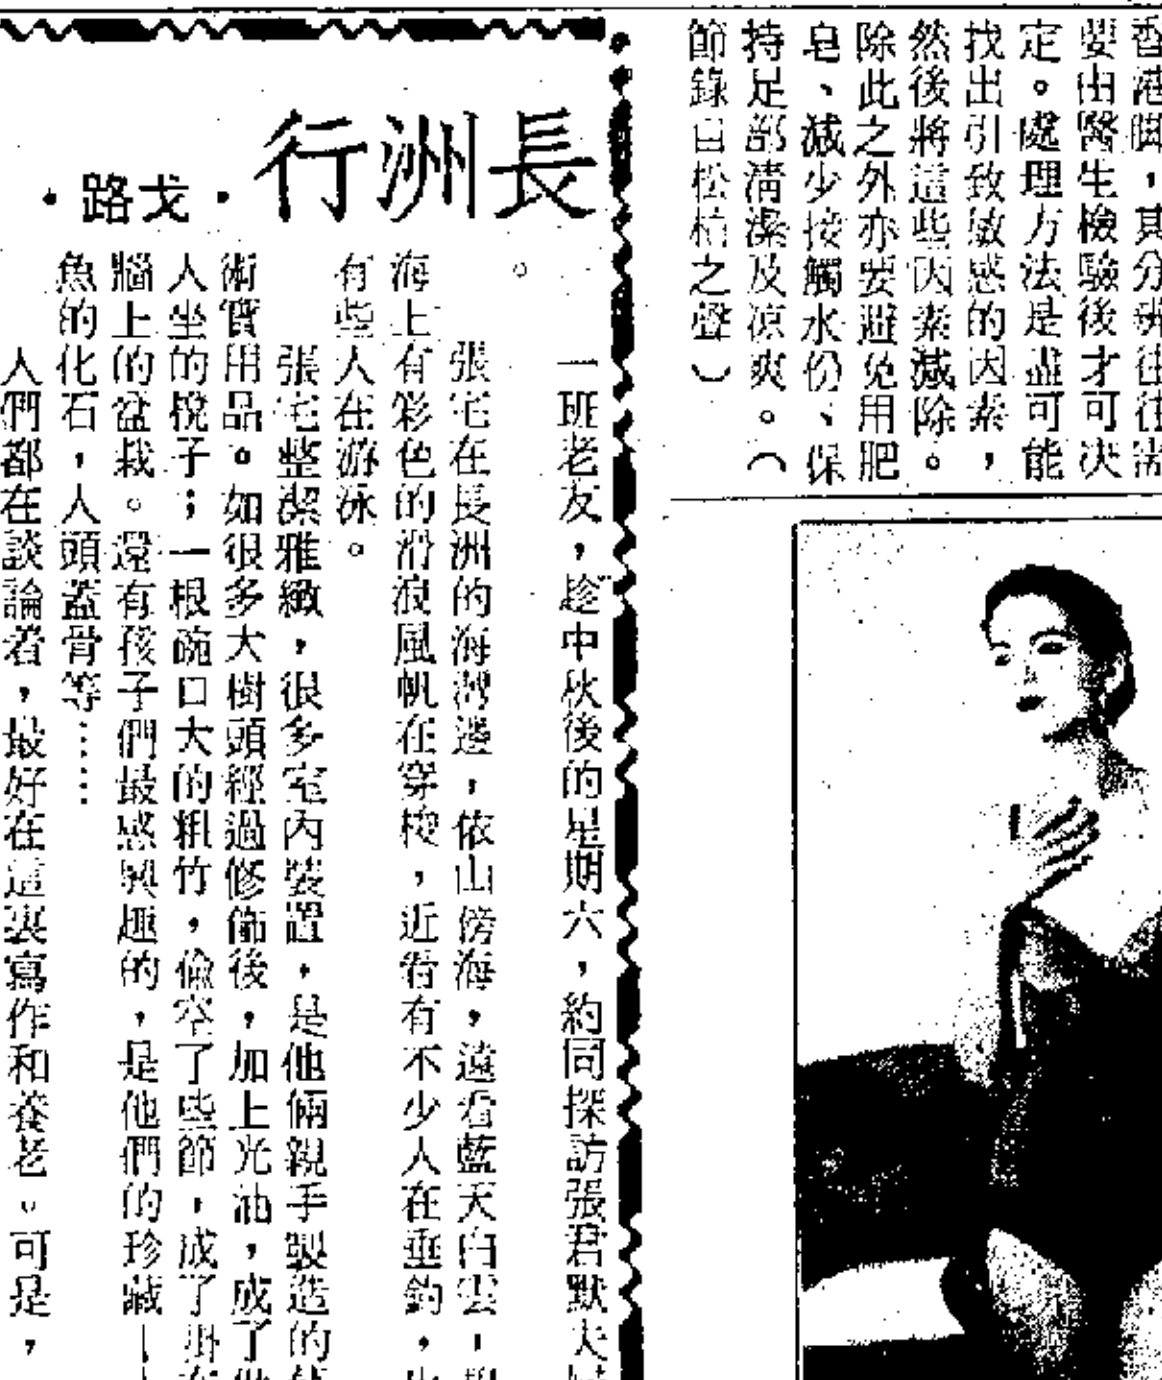 香港脚，其分辨往往需
要由醫生檢驗後才可決
定。處理方法是盡可能
找出引致敏感的因素，
然後將這些因素減除。
除此之外亦要避免用肥
皂、減少接觸水份、保
持足部清潔及涼爽。（
節錄自松柏之聲）
長洲行
·戈路·
一班老友，趁中秋後的星期六，約同探訪張君默夫
。
張宅在長洲的海灣邊，依山傍海，遠看藍天白雲，
海上有彩色的滑浪風帆在穿梭，近看有不少人在垂釣，
有些人在游泳。
張宅整潔雅緻，很多室內裝置，是他倆親手製造的
術實用品。如很多大樹頭經過修飾後，加上光油，成了
人坐的櫈子；一根碗口大的粗竹，偷空了些節，成了掛
牆上的盆栽。還有孩子們最感興趣的，是他們的珍藏—
魚的化石，人頭蓋骨等……
人們都在談論着，最好在這裏寫作和養老。可是，